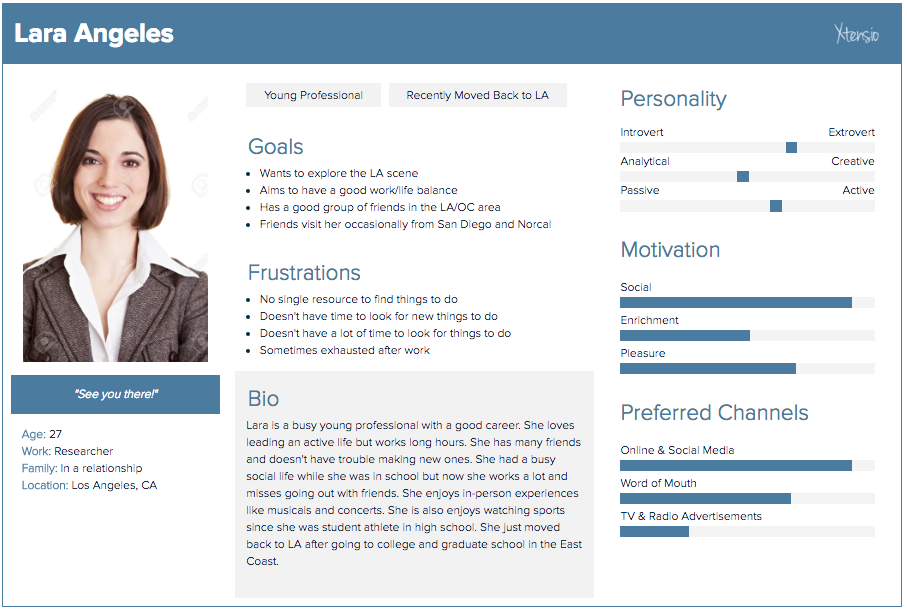 Lara Angeles
Xtensio
"See you there!"
Age: 27
Work: Researcher
Family: In a relationship
Location: Los Angeles, CA
Young Professional
Recently Moved Back to LA
Goals
• Wants to explore the LA scene
• Aims to have a good work/life balance
• Has a good group of friends in the LA/OC area
• Friends visit her occasionally from San Diego and Norcal
Frustrations
• No single resource to find things to do
• Doesn't have time to look for new things to do
• Doesn't have a lot of time to look for things to do
• Sometimes exhausted after work
Bio
Lara is a busy young professional with a good career. She loves
leading an active life but works long hours. She has many friends
and doesn't have trouble making new ones. She had a busy
social life while she was in school but now she works a lot and
misses going out with friends. She enjoys in-person experiences
like musicals and concerts. She is also enjoys watching sports
since she was student athlete in high school. She just moved
back to LA after going to college and graduate school in the East
Coast.
Personality
Introvert Extrovert
Analytical Creative
Passive Active
Motivation
Social
Enrichment
Pleasure
Preferred Channels
Online & Social Media
Word of Mouth
TV & Radio Advertisements